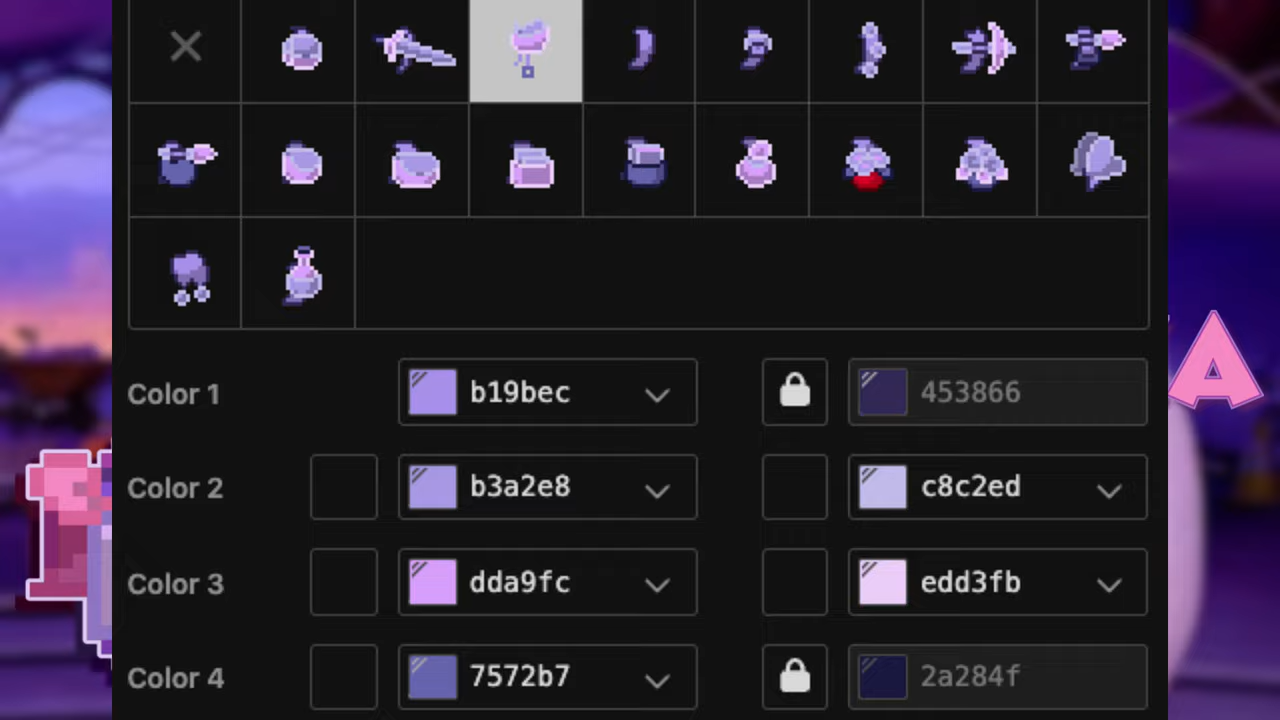 Color 1 b19bec 453866
A
Color 2 b3a2e8 c8c2ed
Color 3 dda9fc edd3fb
Color 4 7572b7 2a284f